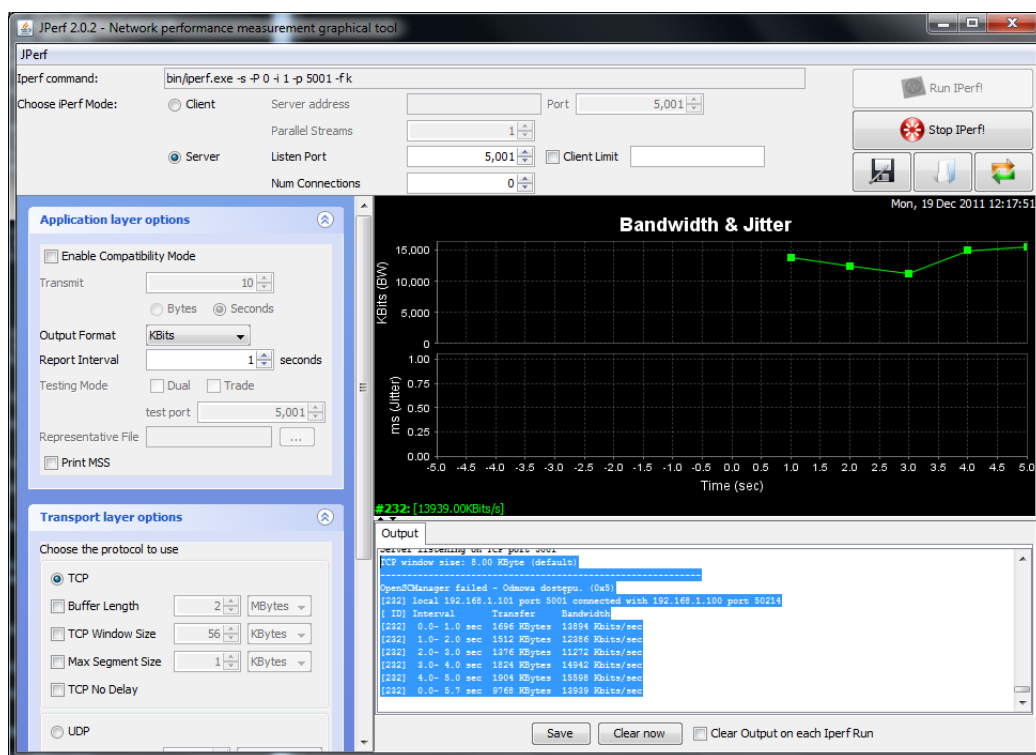 JPerf 2.0.2 - Network performance measurement graphical tool
JPerf
Iperf command: bin/iperf.exe -s -P 0 -i 1 -p 5001 -f k
Choose iPerf Mode: Client Server address Port 5,001
Parallel Streams 1
Server Listen Port 5,001 Client Limit
Num Connections 0
Run IPerf!
Stop IPerf!
Application layer options
Enable Compatibility Mode
Transmit 10
Bytes Seconds
Output Format KBits
Report Interval 1 seconds
Testing Mode Dual Trade
test port 5,001
Representative File ...
Print MSS
Transport layer options
Choose the protocol to use
TCP
Buffer Length 2 MBytes
TCP Window Size 56 KBytes
Max Segment Size 1 KBytes
TCP No Delay
UDP
Mon, 19 Dec 2011 12:17:51
Bandwidth & Jitter
KBits (BW)
15,000
10,000
5,000
0
ms (Jitter)
1.00
0.75
0.50
0.25
0.00
-5.0 -4.5 -4.0 -3.5 -3.0 -2.5 -2.0 -1.5 -1.0 -0.5 0.0 0.5 1.0 1.5 2.0 2.5 3.0 3.5 4.0 4.5 5.0
Time (sec)
#232: [13939.00KBits/s]
Output
Server listening on TCP port 5001
TCP window size: 8.00 KByte (default)
------------------------------------------------------------
OpenSCManager failed - Odmowa dostępu. (0x5)
[232] local 192.168.1.101 port 5001 connected with 192.168.1.100 port 50214
[ ID] Interval Transfer Bandwidth
[232] 0.0- 1.0 sec 1696 KBytes 13894 Kbits/sec
[232] 1.0- 2.0 sec 1512 KBytes 12386 Kbits/sec
[232] 2.0- 3.0 sec 1376 KBytes 11272 Kbits/sec
[232] 3.0- 4.0 sec 1824 KBytes 14942 Kbits/sec
[232] 4.0- 5.0 sec 1904 KBytes 15598 Kbits/sec
[232] 0.0- 5.7 sec 9768 KBytes 13939 Kbits/sec
Save Clear now Clear Output on each Iperf Run